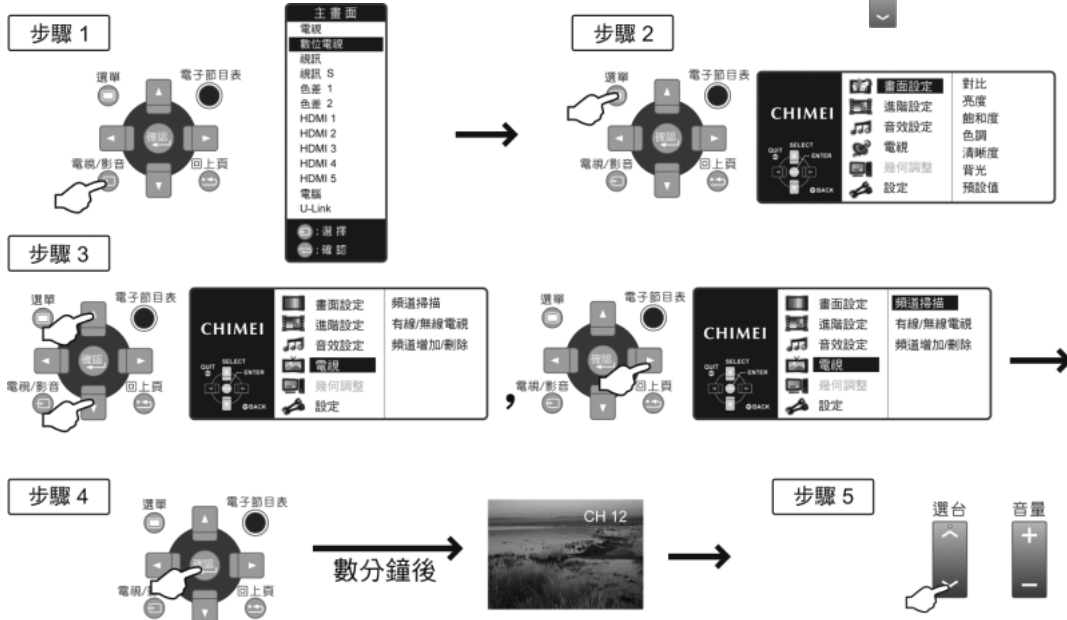 步驟 1
選單
電子節目表
確認
電視/影音
回上頁
主畫面
電視
數位電視
視訊
視訊 S
色差 1
色差 2
HDMI 1
HDMI 2
HDMI 3
HDMI 4
HDMI 5
電腦
U-Link
：選擇
：確認
步驟 2
選單
電子節目表
確認
電視/影音
回上頁
CHIMEI
SELECT
QUIT
ENTER
BACK
畫面設定
進階設定
音效設定
電視
幾何調整
設定
對比
亮度
飽和度
色調
清晰度
背光
預設值
步驟 3
選單
電子節目表
確認
電視/影音
回上頁
CHIMEI
SELECT
QUIT
ENTER
BACK
畫面設定
進階設定
音效設定
電視
幾何調整
設定
頻道掃描
有線/無線電視
頻道增加/刪除
,
選單
電子節目表
確認
電視/影音
回上頁
CHIMEI
SELECT
QUIT
ENTER
BACK
畫面設定
進階設定
音效設定
電視
幾何調整
設定
頻道掃描
有線/無線電視
頻道增加/刪除
步驟 4
選單
電子節目表
確認
電視/
回上頁
數分鐘後
CH 12
步驟 5
選台
音量
+
−